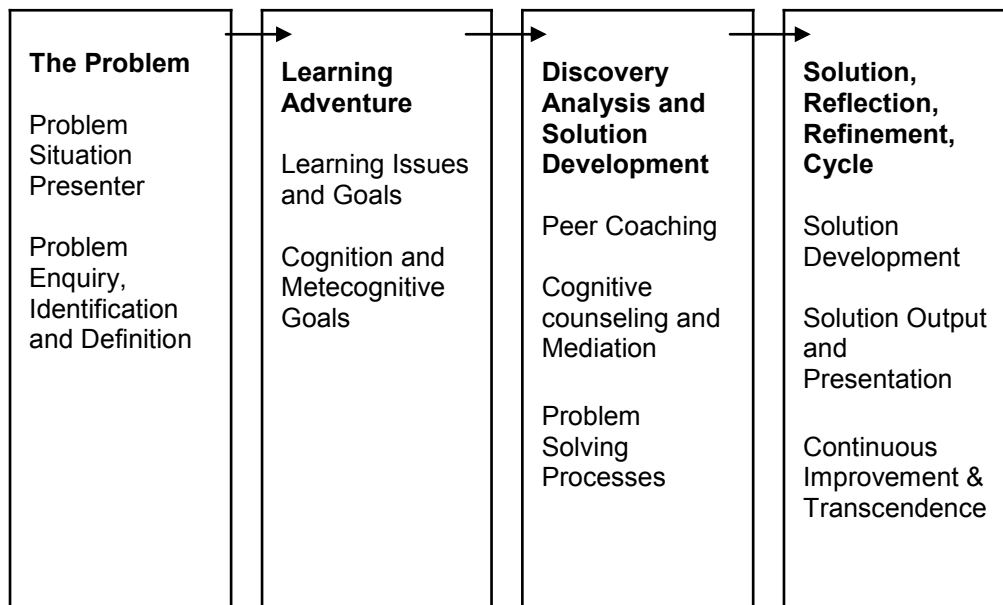 The Problem
Problem
Situation
Presenter
Problem
Enquiry,
Identification
and Definition
Learning
Adventure
Learning Issues
and Goals
Cognition and
Metecognitive
Goals
Discovery
Analysis and
Solution
Development
Peer Coaching
Cognitive
counseling and
Mediation
Problem
Solving
Processes
Solution,
Reflection,
Refinement,
Cycle
Solution
Development
Solution Output
and
Presentation
Continuous
Improvement &
Transcendence